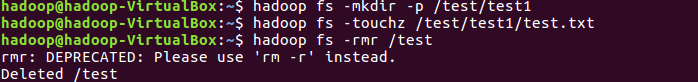 hadoop@hadoop-VirtualBox:~$ hadoop fs -mkdir -p /test/test1
hadoop@hadoop-VirtualBox:~$ hadoop fs -touchz /test/test1/test.txt
hadoop@hadoop-VirtualBox:~$ hadoop fs -rmr /test
rmr: DEPRECATED: Please use 'rm -r' instead.
Deleted /test